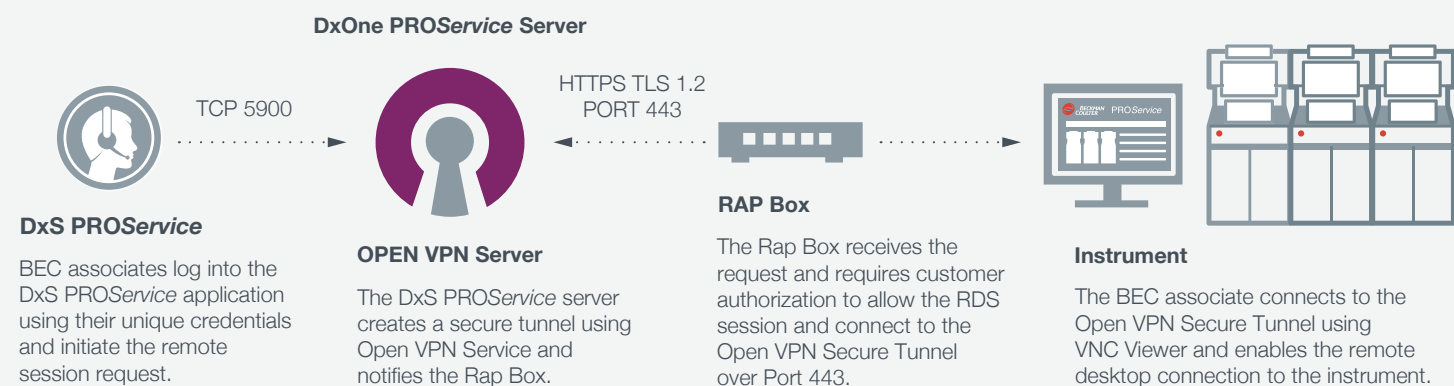 DxOne PROService Server
TCP 5900
HTTPS TLS 1.2
PORT 443
BECKMAN
COULTER
PROService
DxS PROService
BEC associates log into the
DxS PROService application
using their unique credentials
and initiate the remote
session request.
OPEN VPN Server
The DxS PROService server
creates a secure tunnel using
Open VPN Service and
notifies the Rap Box.
RAP Box
The Rap Box receives the
request and requires customer
authorization to allow the RDS
session and connect to the
Open VPN Secure Tunnel
over Port 443.
Instrument
The BEC associate connects to the
Open VPN Secure Tunnel using
VNC Viewer and enables the remote
desktop connection to the instrument.